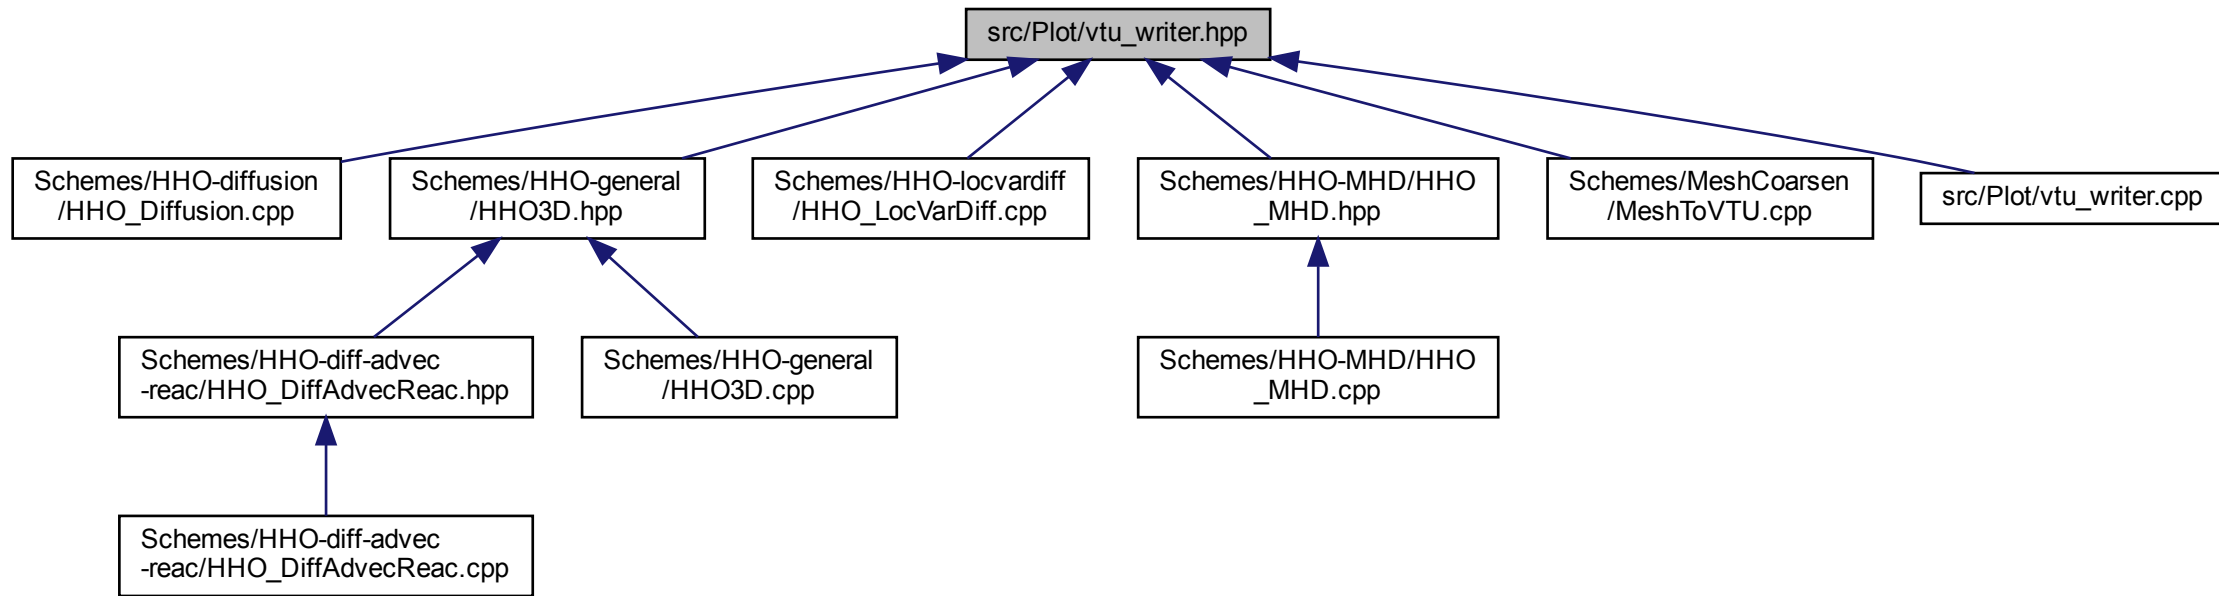 src/Plot/vtu_writer.hpp
Schemes/HHO-diffusion
/HHO_Diffusion.cpp
Schemes/HHO-general
/HHO3D.hpp
Schemes/HHO-locvardiff
/HHO_LocVarDiff.cpp
Schemes/HHO-MHD/HHO
_MHD.hpp
Schemes/MeshCoarsen
/MeshToVTU.cpp
src/Plot/vtu_writer.cpp
Schemes/HHO-diff-advec
-reac/HHO_DiffAdvecReac.hpp
Schemes/HHO-general
/HHO3D.cpp
Schemes/HHO-MHD/HHO
_MHD.cpp
Schemes/HHO-diff-advec
-reac/HHO_DiffAdvecReac.cpp